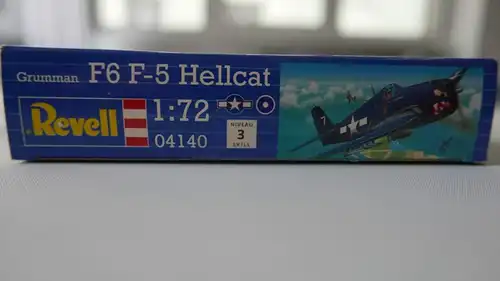 Grumman F6 F-5 Hellcat
Revell
1:72
04140
NIVEAU
3
SKILL
7